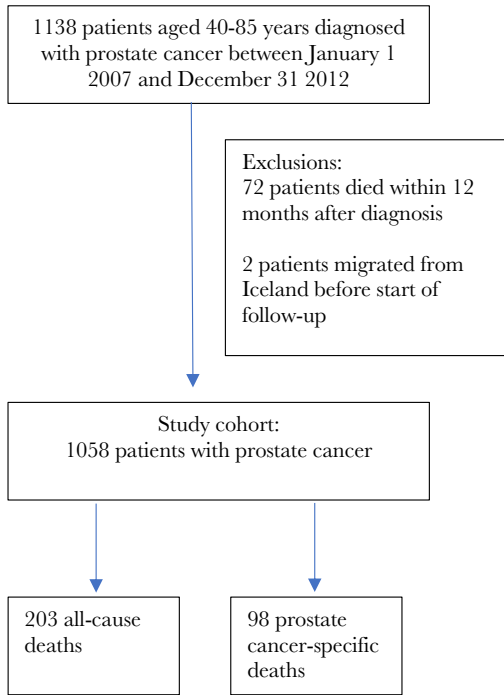 1138 patients aged 40-85 years diagnosed
with prostate cancer between January 1
2007 and December 31 2012
Exclusions:
72 patients died within 12
months after diagnosis
2 patients migrated from
Iceland before start of
follow-up
Study cohort:
1058 patients with prostate cancer
203 all-cause
deaths
98 prostate
cancer-specific
deaths